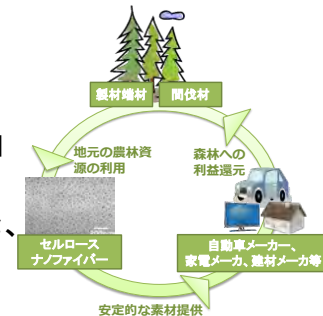 製材端材 間伐材
地元の農林資
源の利用
森林への
利益還元
セルロース
ナノファイバー
自動車メーカー、
家電メーカ、建材メーカ等
安定的な素材提供